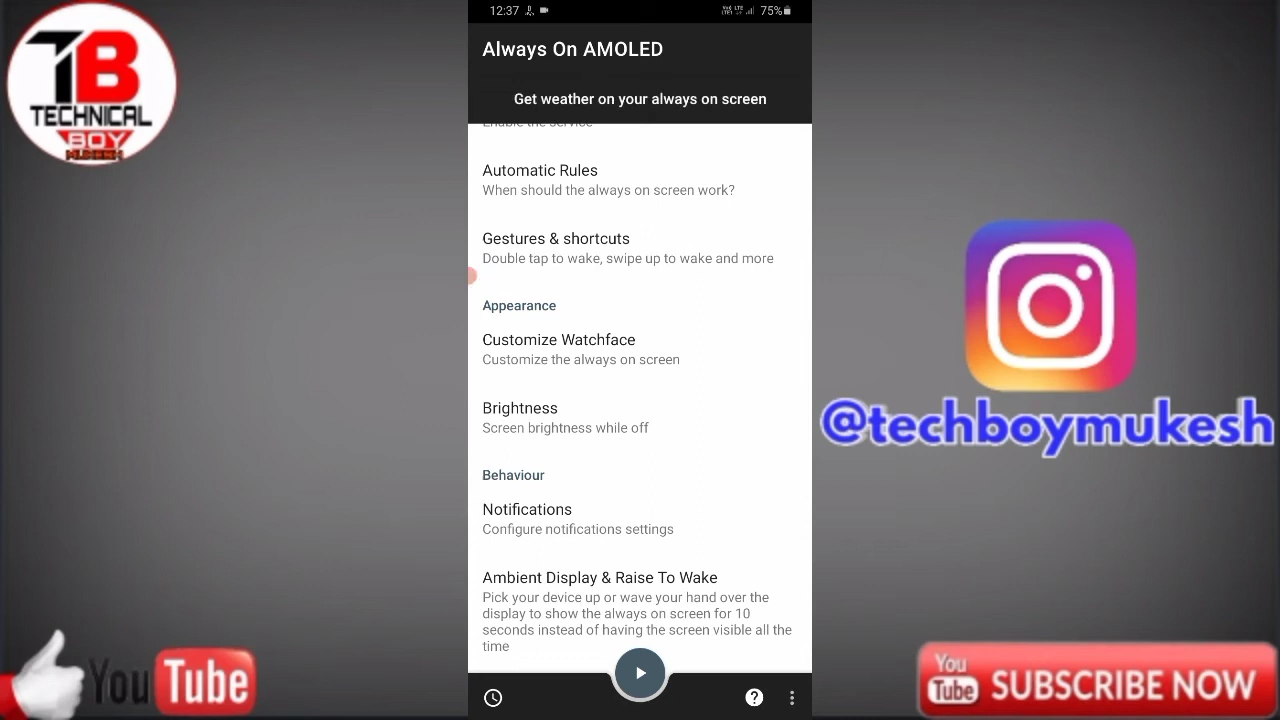 TB
TECHNICAL
BOY
MUKESH
12:37
75%
Always On AMOLED
Get weather on your always on screen
Enable the service
Automatic Rules
When should the always on screen work?
Gestures & shortcuts
Double tap to wake, swipe up to wake and more
Appearance
Customize Watchface
Customize the always on screen
Brightness
Screen brightness while off
Behaviour
Notifications
Configure notifications settings
Ambient Display & Raise To Wake
Pick your device up or wave your hand over the
display to show the always on screen for 10
seconds instead of having the screen visible all the
time
@techboymukesh
YouTube
You
Tube
SUBSCRIBE NOW